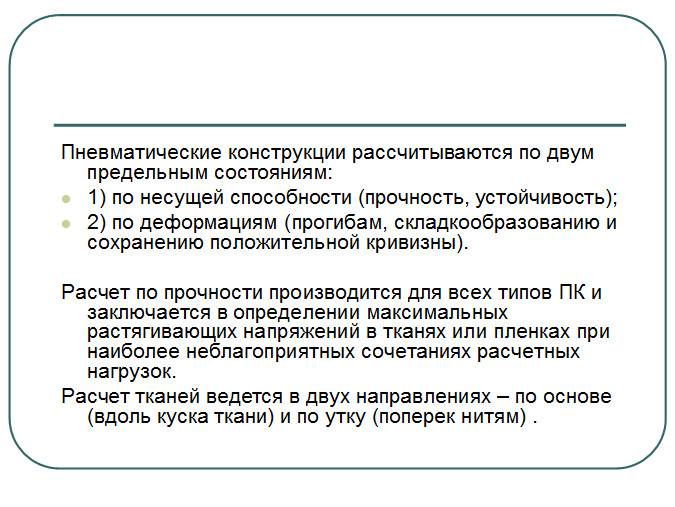 Пневматические конструкции рассчитываются по двум
предельным состояниям:
1) по несущей способности (прочность, устойчивость);
2) по деформациям (прогибам, складкообразованию и
сохранению положительной кривизны).
Расчет по прочности производится для всех типов ПК и
заключается в определении максимальных
растягивающих напряжений в тканях или пленках при
наиболее неблагоприятных сочетаниях расчетных
нагрузок.
Расчет тканей ведется в двух направлениях – по основе
(вдоль куска ткани) и по утку (поперек нитям) .